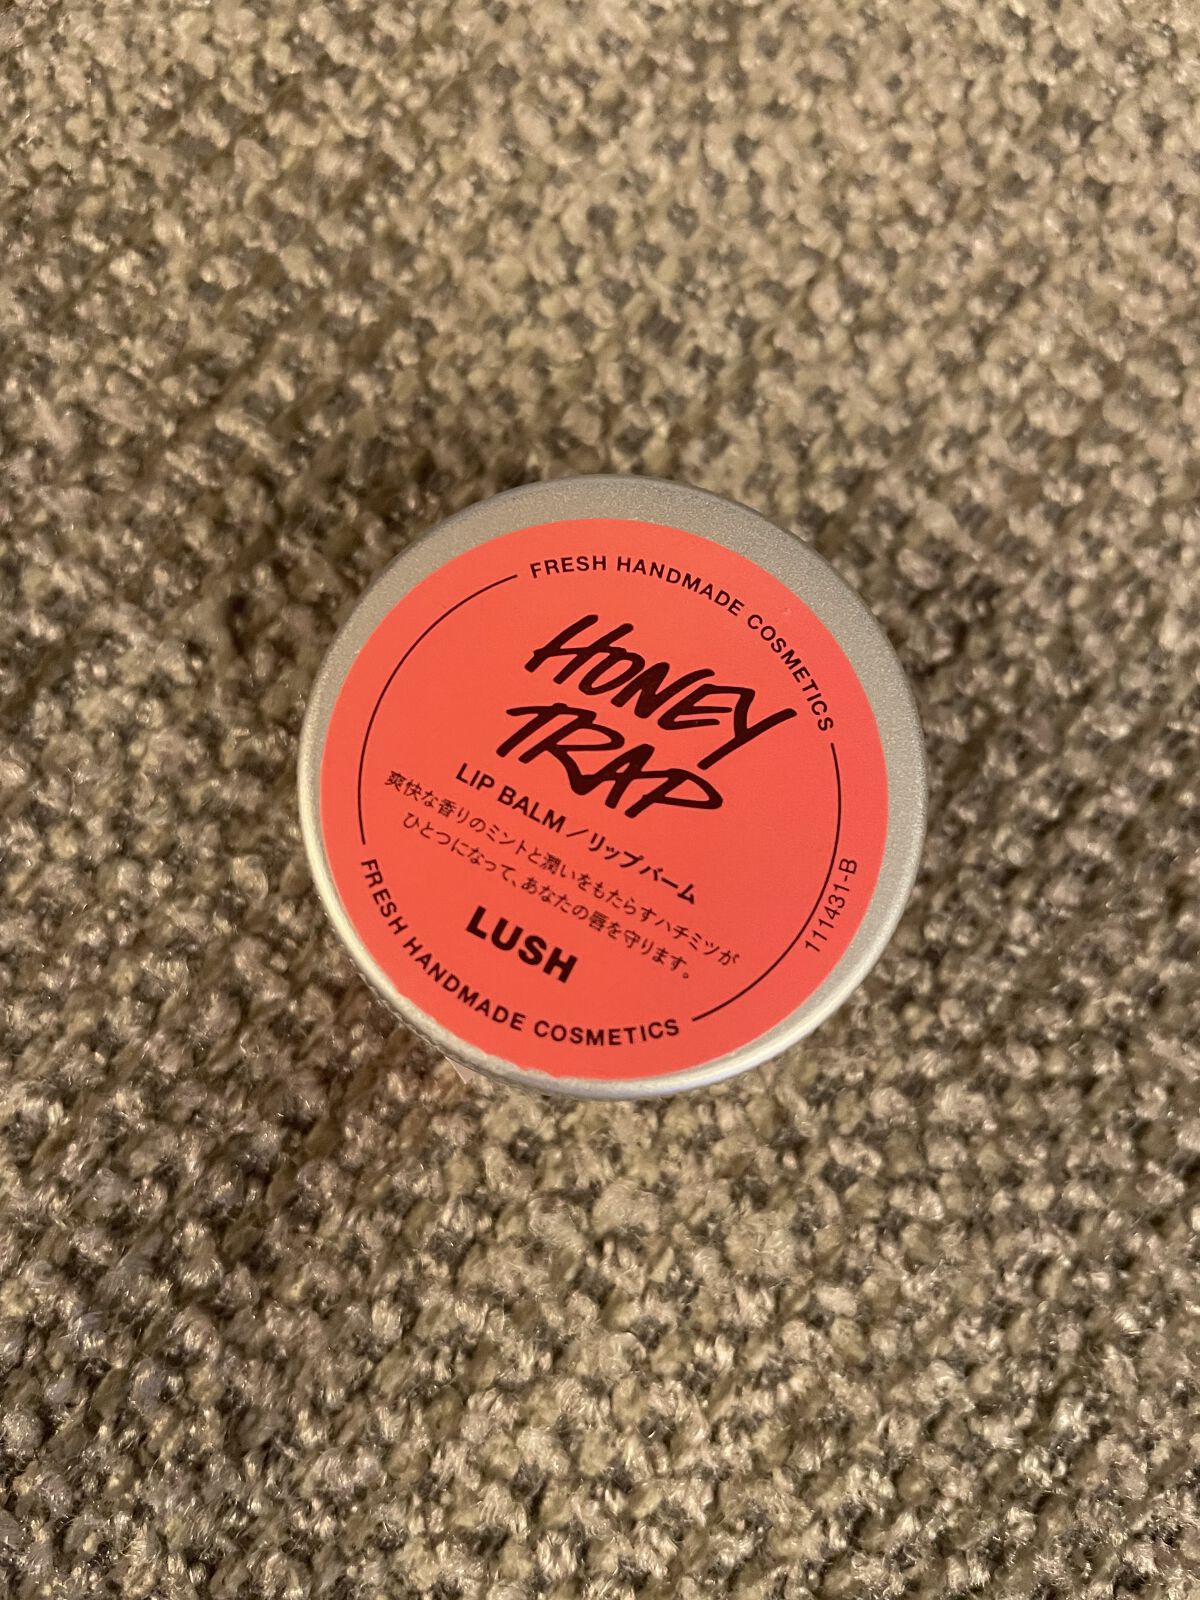 FRESH HANDMADE COSMETICS
HONEY
TRAP
LIP BALM／リップバーム
爽快な香りのミントと潤いをもたらすハチミツが
ひとつになって、あなたの唇を守ります。
LUSH
111431-B
FRESH HANDMADE COSMETICS